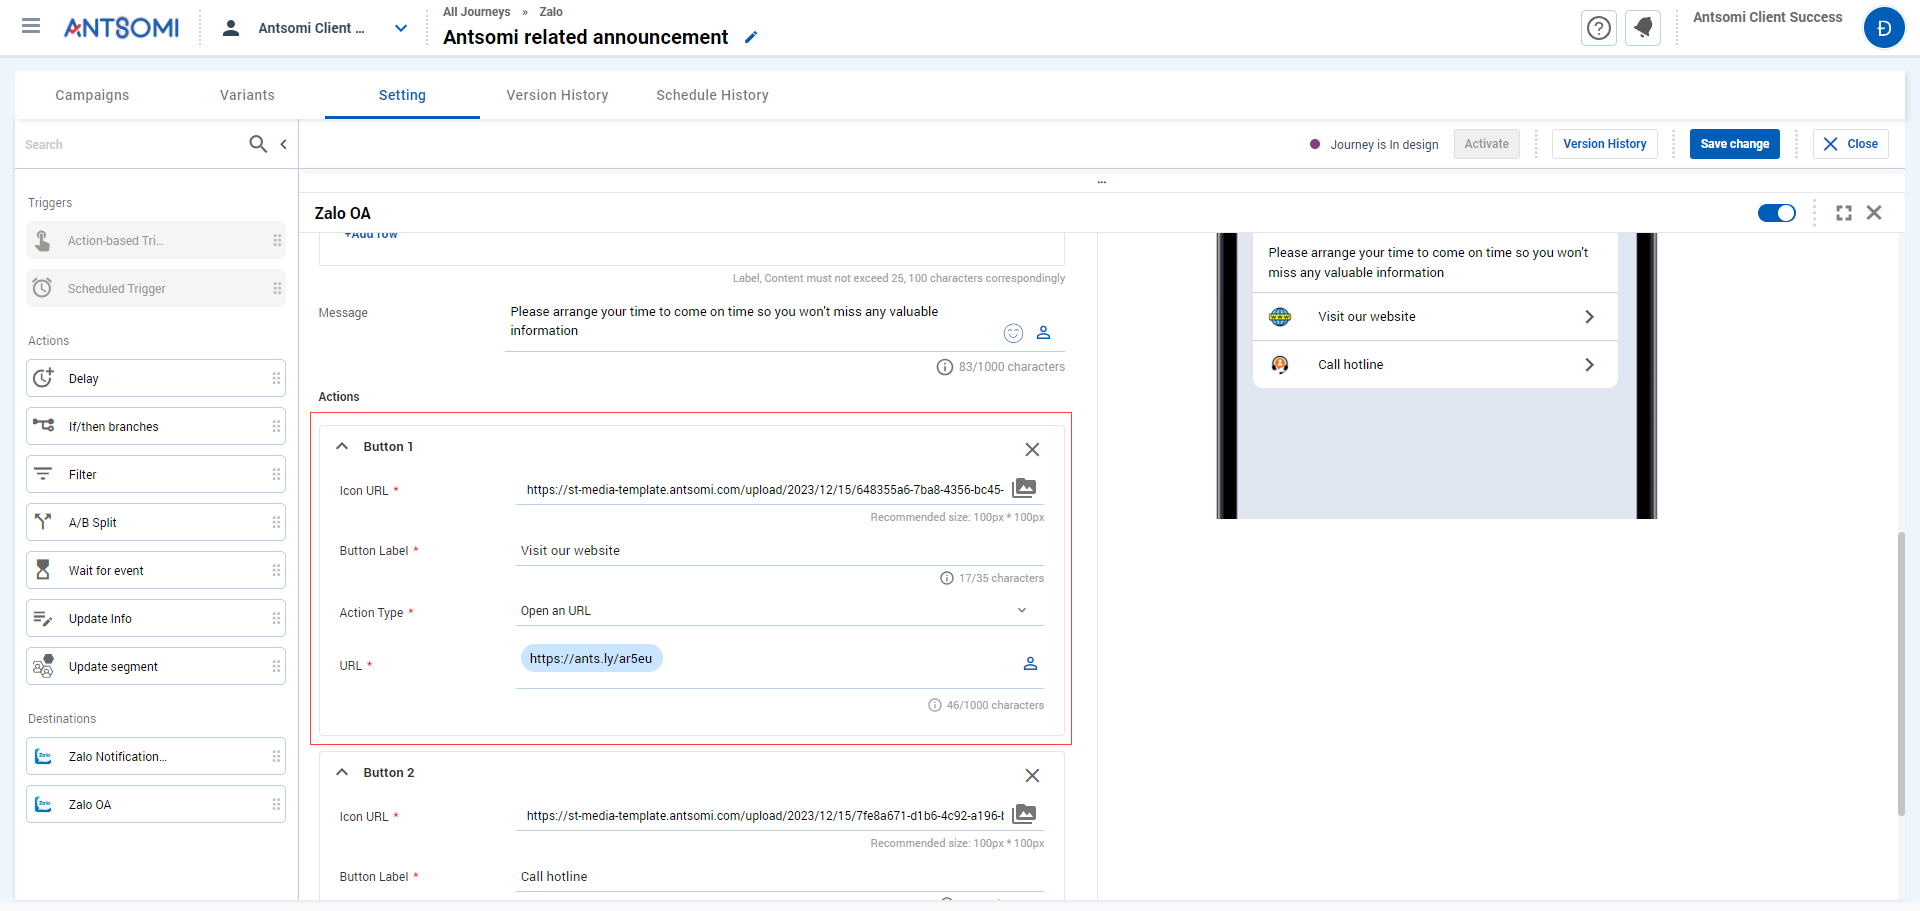 ANTSOMI
Antsomi Client ...
All Journeys » Zalo
Antsomi related announcement
Antsomi Client Success
Đ
Campaigns
Variants
Setting
Version History
Schedule History
Search
Journey is In design
Activate
Version History
Save change
Close
...
Triggers
Action-based Tri...
Scheduled Trigger
Actions
Delay
If/then branches
Filter
A/B Split
Wait for event
Update Info
Update segment
Destinations
Zalo Notification...
Zalo OA
Zalo OA
+Add row
Label, Content must not exceed 25, 100 characters correspondingly
Message
Please arrange your time to come on time so you won't miss any valuable
information
83/1000 characters
Actions
Button 1
Icon URL *
https://st-media-template.antsomi.com/upload/2023/12/15/648355a6-7ba8-4356-bc45-
Recommended size: 100px * 100px
Button Label *
Visit our website
17/35 characters
Action Type *
Open an URL
URL *
https://ants.ly/ar5eu
46/1000 characters
Button 2
Icon URL *
https://st-media-template.antsomi.com/upload/2023/12/15/7fe8a671-d1b6-4c92-a196-b
Recommended size: 100px * 100px
Button Label *
Call hotline
Please arrange your time to come on time so you won't
miss any valuable information
Visit our website
Call hotline